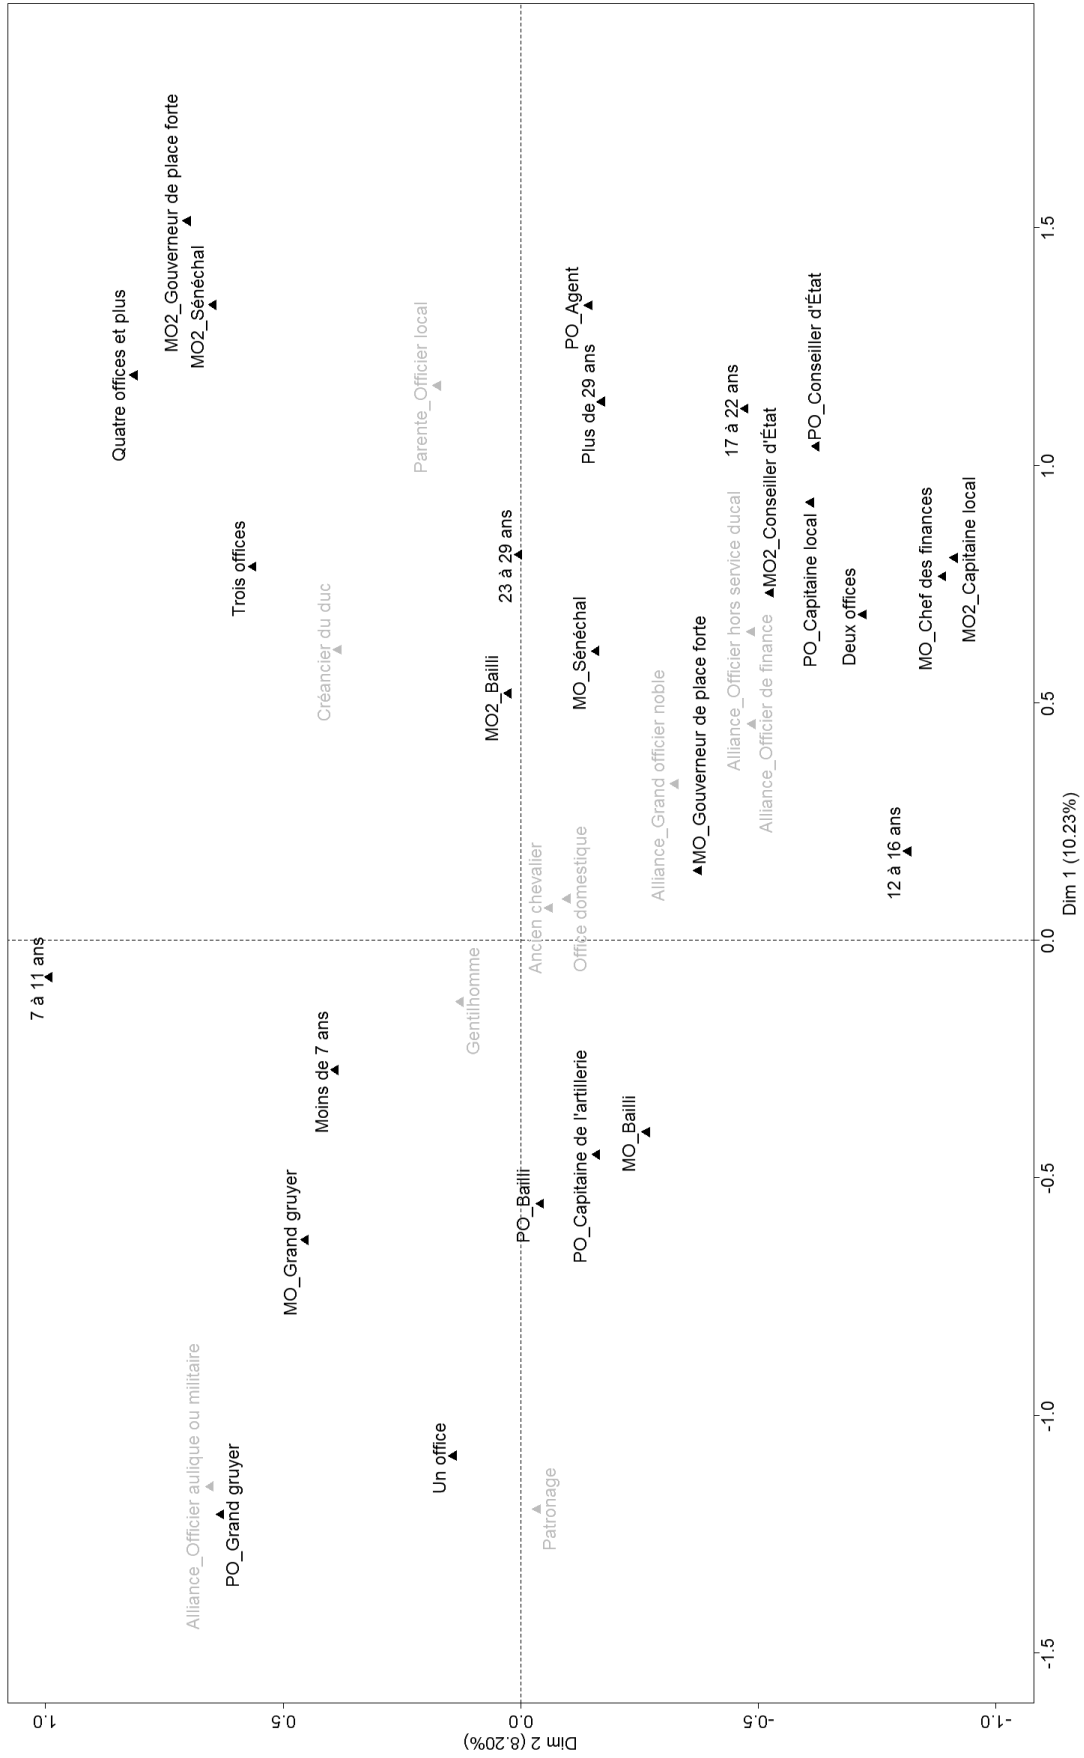 7 à 11 ans
Quatre offices et plus
MO2_Gouverneur de place forte
MO2_Sénéchal
Alliance_Officier aulique ou militaire
PO_Grand gruyer
Trois offices
MO_Grand gruyer
Moins de 7 ans
Créancier du duc
Parente_Officier local
Un office
Gentilhomme
MO2_Bailli
23 à 29 ans
PO_Bailli
Patronage
Ancien chevalier
Office domestique
PO_Capitaine de l'artillerie
MO_Sénéchal
PO_Agent
Plus de 29 ans
MO_Bailli
Alliance_Grand officier noble
MO_Gouverneur de place forte
17 à 22 ans
Alliance_Officier hors service ducal
Alliance_Officier de finance
MO2_Conseiller d'État
PO_Capitaine local
PO_Conseiller d'État
Deux offices
12 à 16 ans
MO_Chef des finances
MO2_Capitaine local
1.0
0.5
0.0
-0.5
-1.0
Dim 2 (8.20%)
-1.5
-1.0
-0.5
0.0
0.5
1.0
1.5
Dim 1 (10.23%)